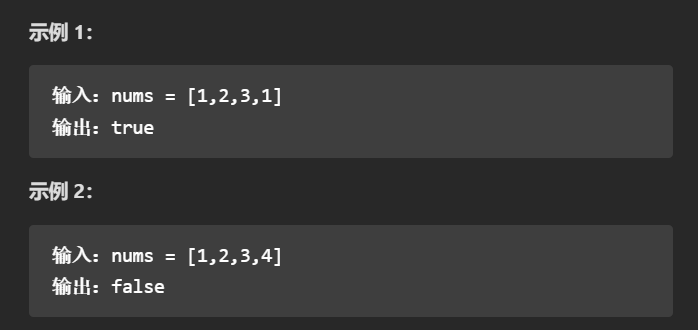 示例 1：
输入：nums = [1,2,3,1]
输出：true
示例 2：
输入：nums = [1,2,3,4]
输出：false